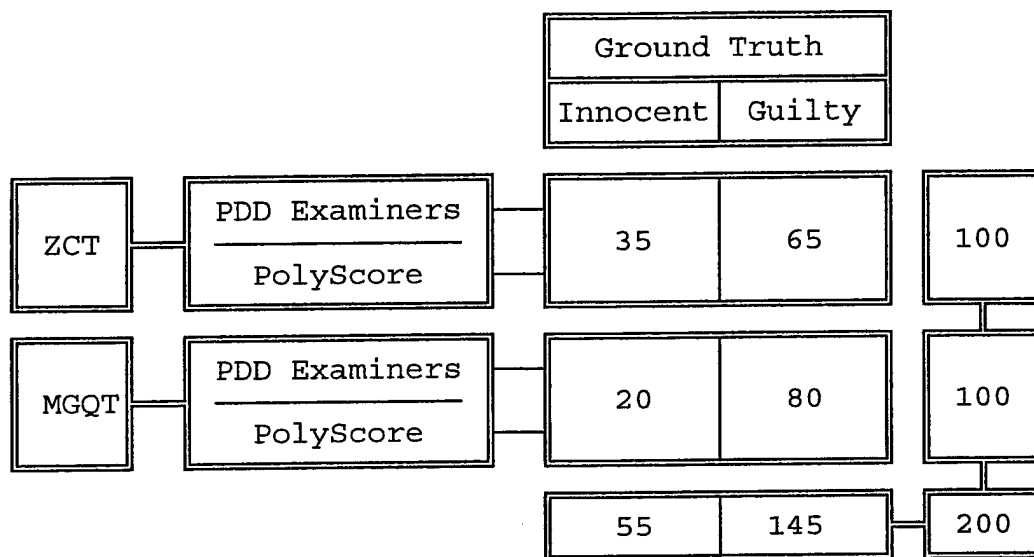 Ground Truth
Innocent Guilty
ZCT
PDD Examiners
PolyScore
35 65 100
MGQT
PDD Examiners
PolyScore
20 80 100
55 145 200